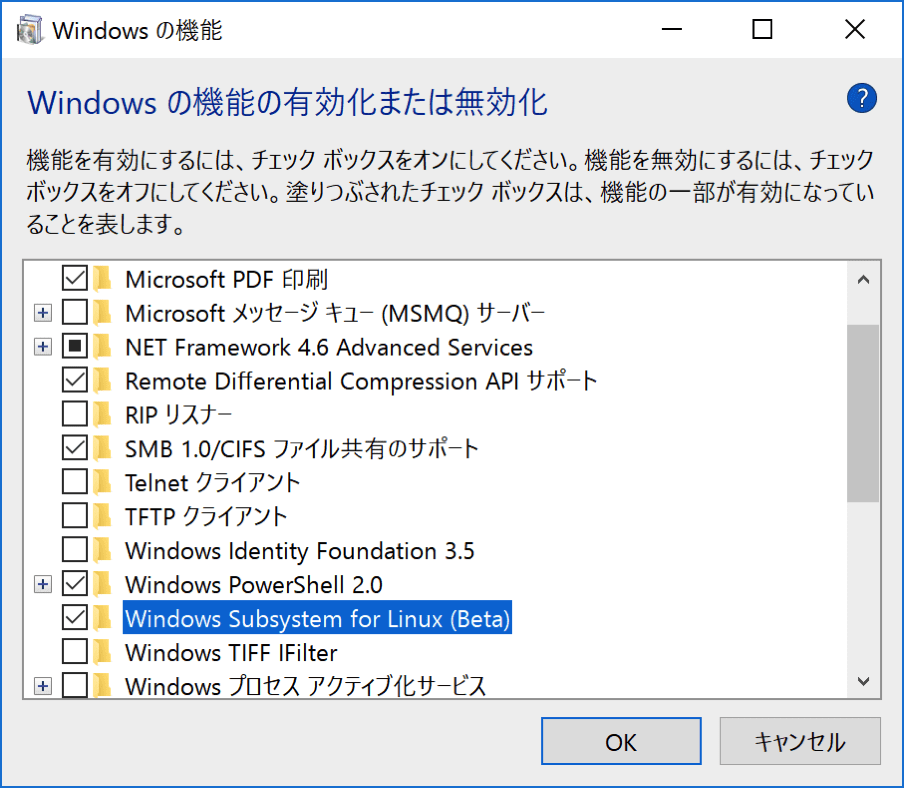 Windows の機能
Windows の機能の有効化または無効化
?
機能を有効にするには、チェック ボックスをオンにしてください。機能を無効にするには、チェック
ボックスをオフにしてください。塗りつぶされたチェック ボックスは、機能の一部が有効になってい
ることを表します。
Microsoft PDF 印刷
Microsoft メッセージ キュー (MSMQ) サーバー
NET Framework 4.6 Advanced Services
Remote Differential Compression API サポート
RIP リスナー
SMB 1.0/CIFS ファイル共有のサポート
Telnet クライアント
TFTP クライアント
Windows Identity Foundation 3.5
Windows PowerShell 2.0
Windows Subsystem for Linux (Beta)
Windows TIFF IFilter
Windows プロセス アクティブ化サービス
OK
キャンセル